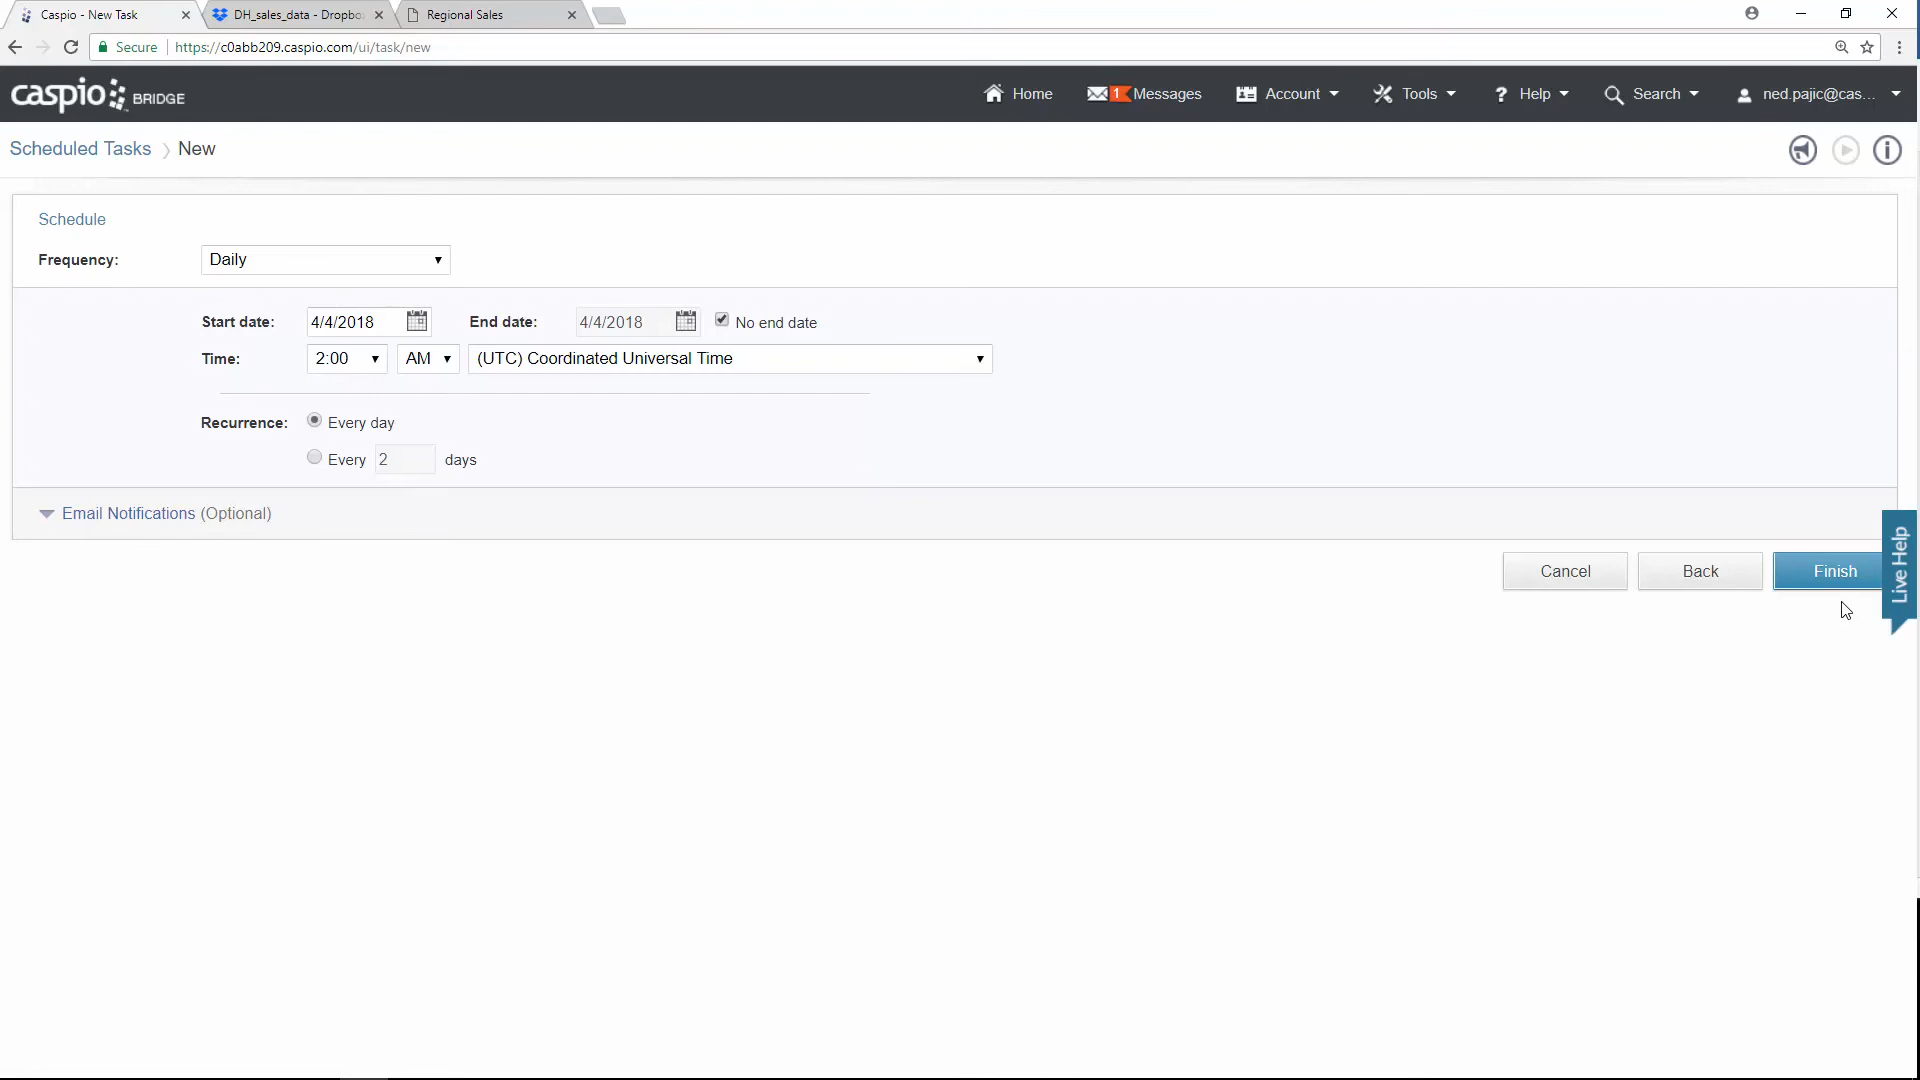 Caspio - New Task
DH_sales_data - Dropbo
Regional Sales
Secure https://c0abb209.caspio.com/ui/task/new
caspio BRIDGE
Home
1 Messages
Account
Tools
? Help
Search
ned.pajic@cas...
Scheduled Tasks New
Schedule
Frequency: Daily
Start date: 4/4/2018 End date: 4/4/2018 No end date
Time: 2:00 AM (UTC) Coordinated Universal Time
Recurrence: Every day
Every 2 days
Email Notifications (Optional)
Cancel Back Finish
Live Help